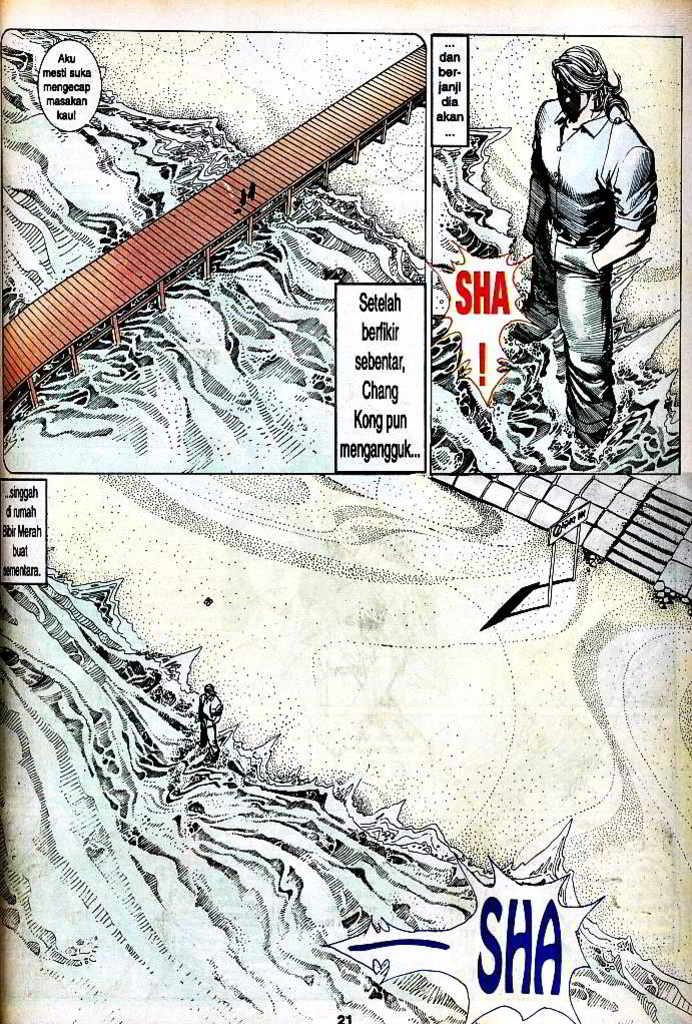 Aku
mesti suka
mengecap
masakan
kau!
Setelah
berfikir
sebentar,
Chang
Kong pun
mengangguk...
...
dan
ber-
janji
dia
akan
...
SHA
!
...singgah
di rumah
Bibir Merah
buat
sementara.
SHA
21